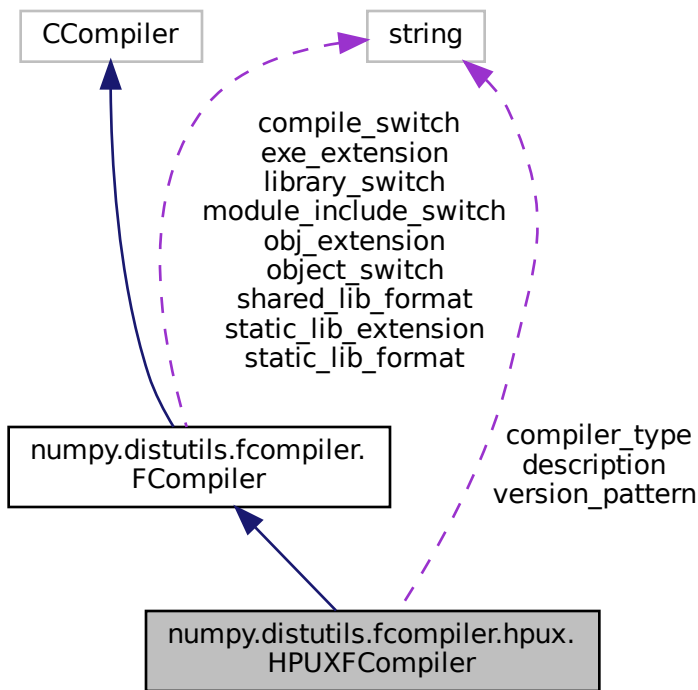 CCompiler
string
compile_switch
exe_extension
library_switch
module_include_switch
obj_extension
object_switch
shared_lib_format
static_lib_extension
static_lib_format
numpy.distutils.fcompiler.
FCompiler
compiler_type
description
version_pattern
numpy.distutils.fcompiler.hpux.
HPUXFCompiler